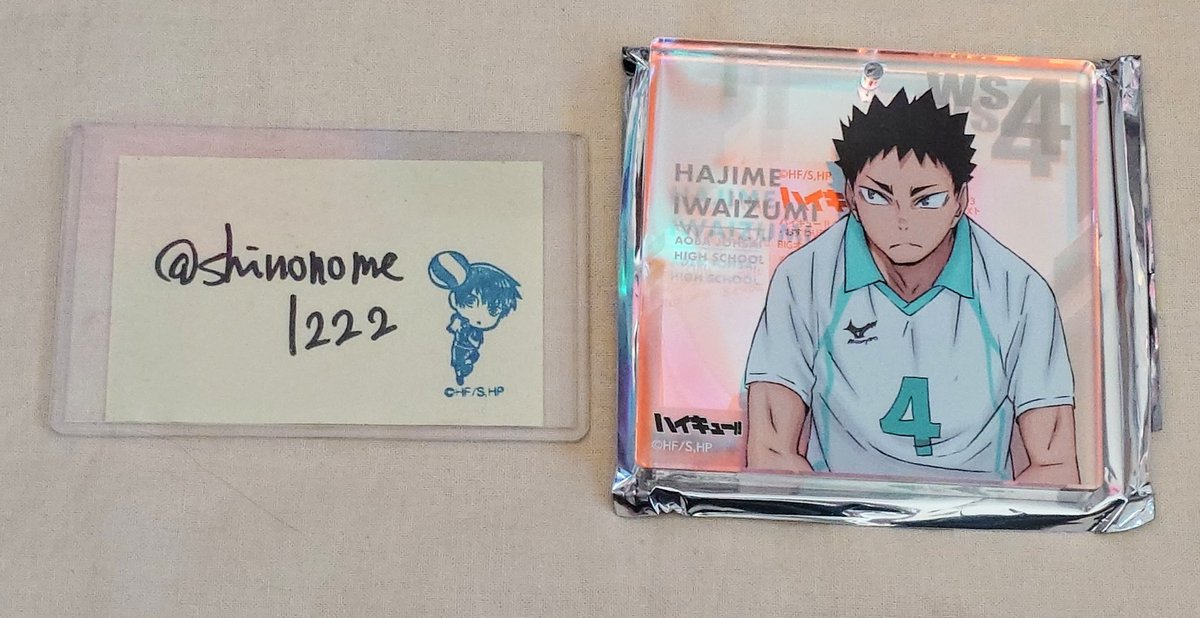 @shinonome
1222
©HF/S,HP
WS
4
HAJIME
IWAIZUMI
AOBA JOHSAI
HIGH SCHOOL
©HF/S,HP
ハイキュ
4
ハイキュー!!
©HF/S,HP